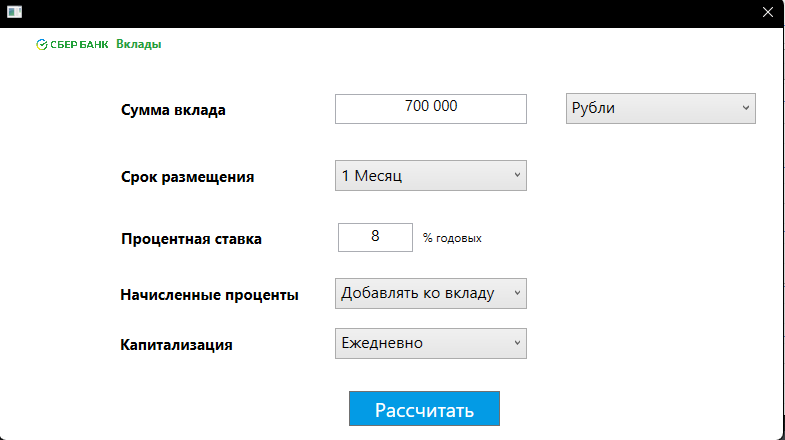 СБЕР БАНК Вклады
Сумма вклада 700 000 Рубли
Срок размещения 1 Месяц
Процентная ставка 8 % годовых
Начисленные проценты Добавлять ко вкладу
Капитализация Ежедневно
Рассчитать